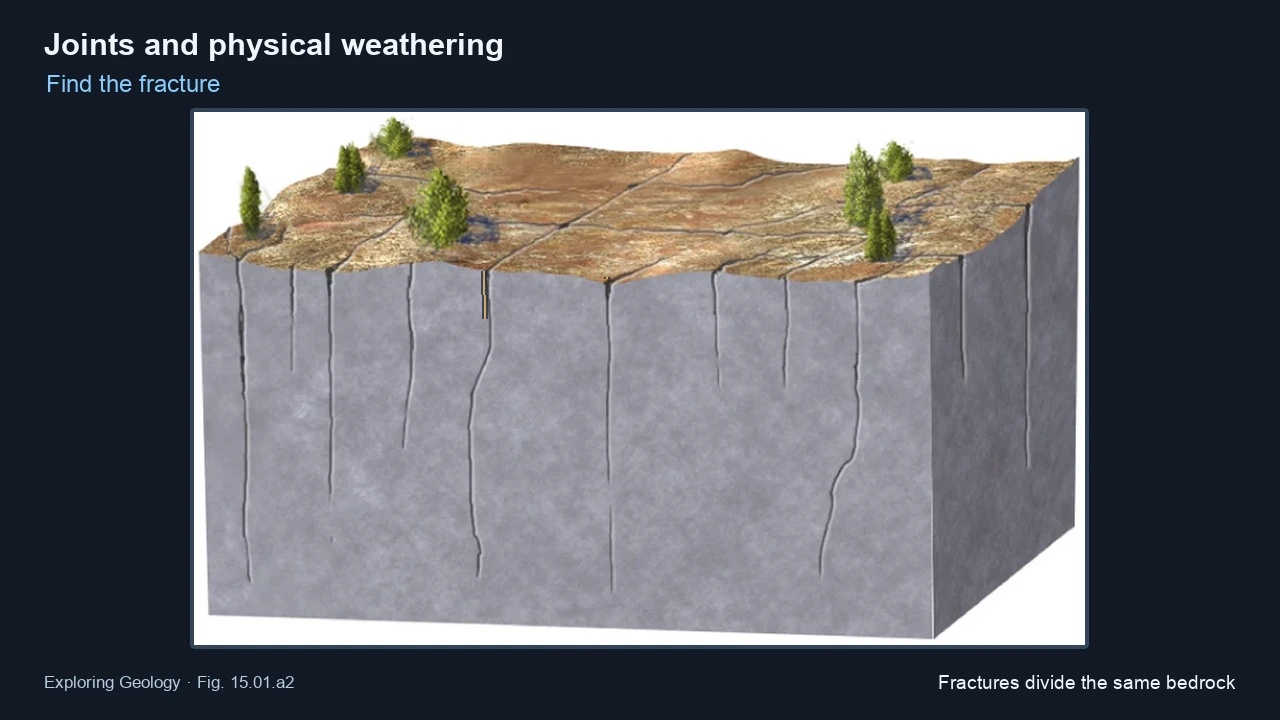 Joints and physical weathering
Find the fracture
Exploring Geology · Fig. 15.01.a2
Fractures divide the same bedrock